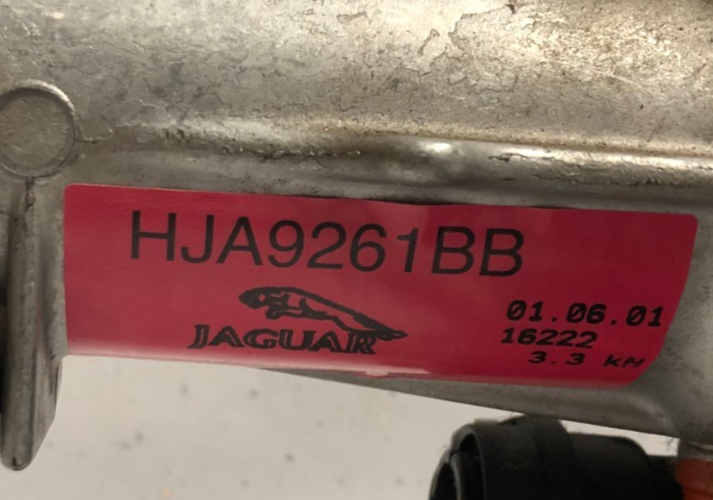 HJA9261BB
JAGUAR
01.06.01
16222
3.3 kN